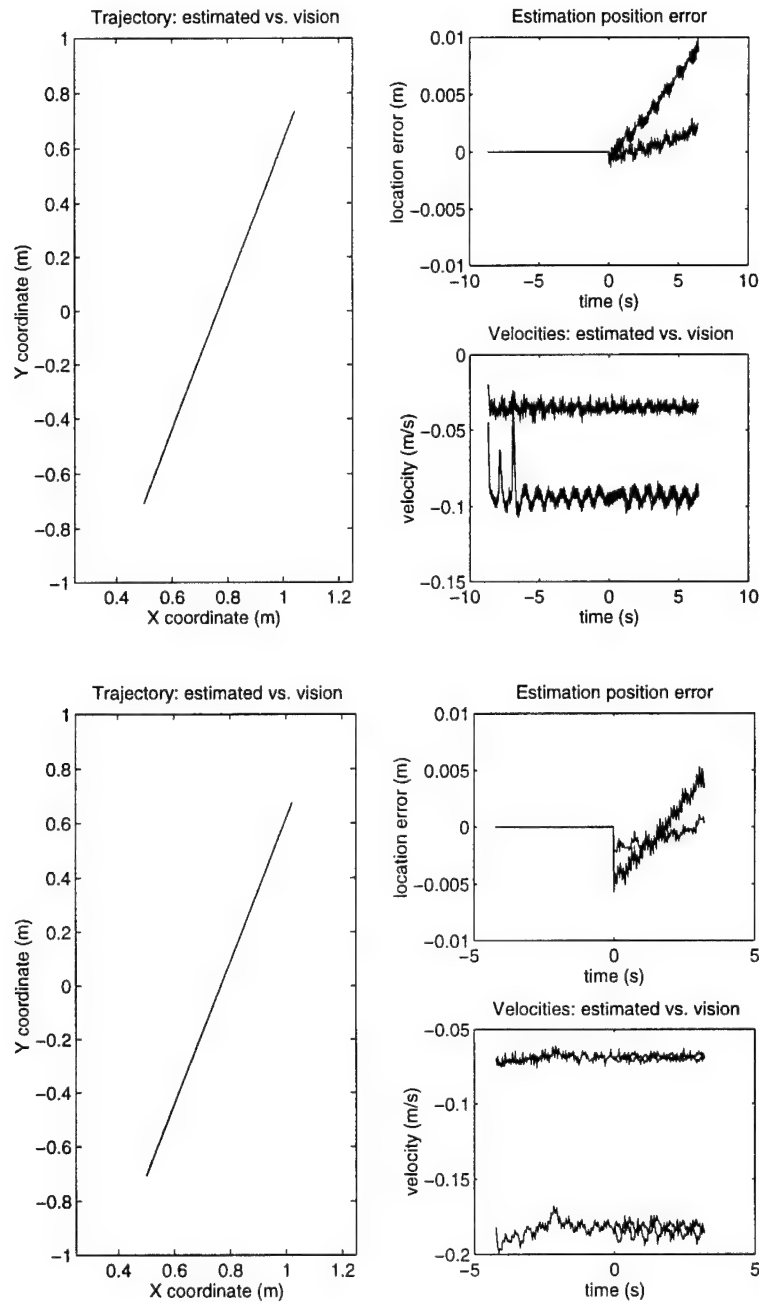 Trajectory: estimated vs. vision
1
0.8
0.6
0.4
0.2
0
−0.2
−0.4
−0.6
−0.8
−1
Y coordinate (m)
0.4 0.6 0.8 1 1.2
X coordinate (m)
Estimation position error
0.01
0.005
0
−0.005
−0.01
location error (m)
−10 −5 0 5 10
time (s)
Velocities: estimated vs. vision
0
−0.05
−0.1
−0.15
velocity (m/s)
−10 −5 0 5 10
time (s)
Trajectory: estimated vs. vision
1
0.8
0.6
0.4
0.2
0
−0.2
−0.4
−0.6
−0.8
−1
Y coordinate (m)
0.4 0.6 0.8 1 1.2
X coordinate (m)
Estimation position error
0.01
0.005
0
−0.005
−0.01
location error (m)
−5 0 5
time (s)
Velocities: estimated vs. vision
−0.05
−0.1
−0.15
−0.2
velocity (m/s)
−5 0 5
time (s)